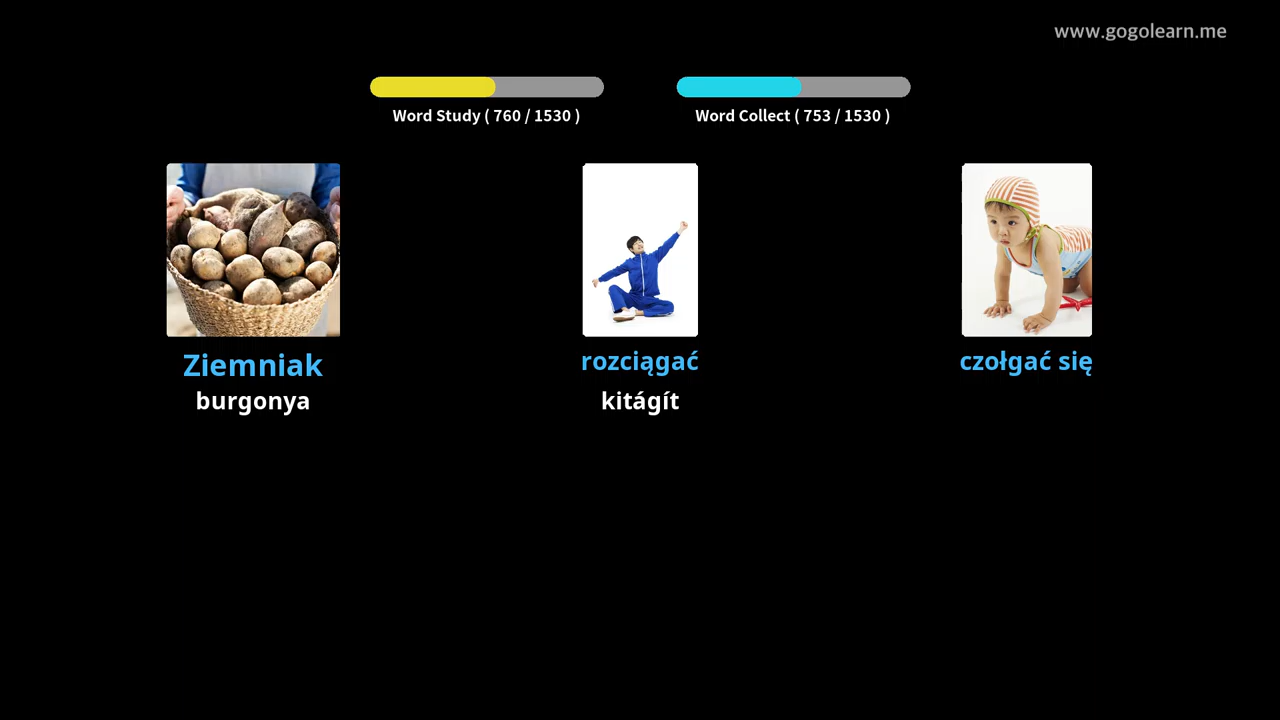 www.gogolearn.me
Word Study ( 760 / 1530 )
Word Collect ( 753 / 1530 )
Ziemniak
burgonya
rozciągać
kitágít
czołgać się